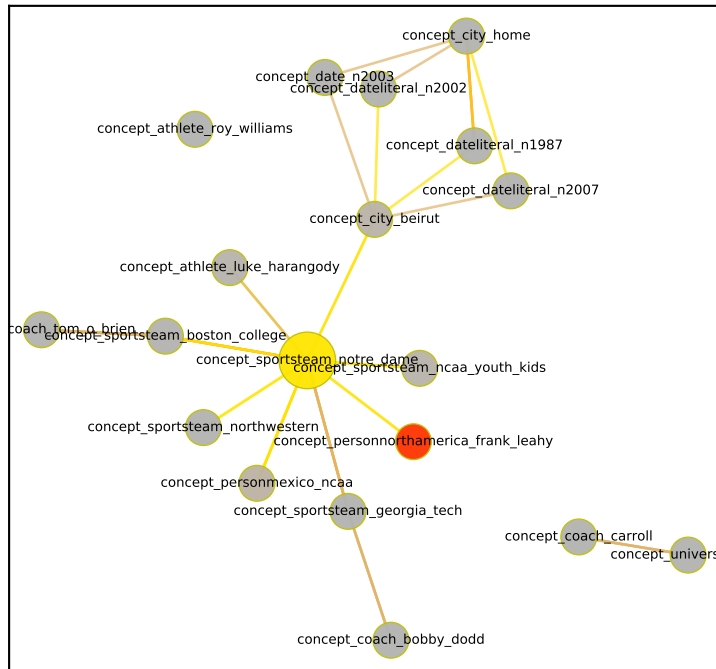 concept_city_home
concept_date_n2003
concept_dateliteral_n2002
concept_athlete_roy_williams
concept_dateliteral_n1987
concept_dateliteral_n2007
concept_city_beirut
concept_athlete_luke_harangody
coach_tom_o_brien
concept_sportsteam_boston_college
concept_sportsteam_notre_dame
concept_sportsteam_ncaa_youth_kids
concept_sportsteam_northwestern
concept_personnorthamerica_frank_leahy
concept_personmexico_ncaa
concept_sportsteam_georgia_tech
concept_coach_carroll
concept_univers
concept_coach_bobby_dodd